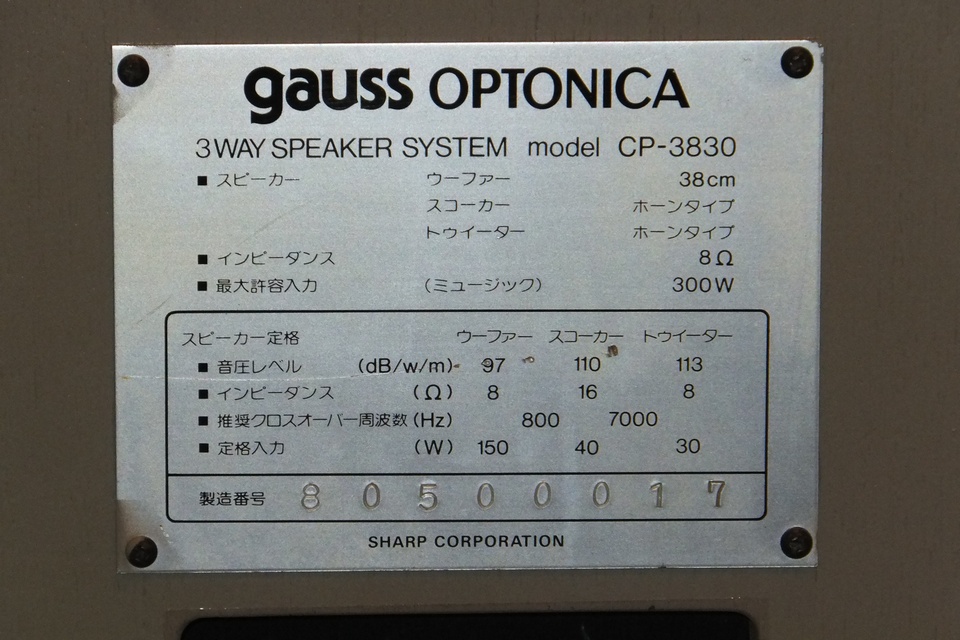 gauss OPTONICA
3WAY SPEAKER SYSTEM model CP-3830
■ スピーカー ウーファー 38cm
スコーカー ホーンタイプ
トゥイーター ホーンタイプ
■ インピーダンス 8Ω
■ 最大許容入力 (ミュージック) 300W
スピーカー定格 ウーファー スコーカー トゥイーター
■ 音圧レベル (dB/w/m) 97 110 113
■ インピーダンス (Ω) 8 16 8
■ 推奨クロスオーバー周波数 (Hz) 800 7000
■ 定格入力 (W) 150 40 30
製造番号 80500017
SHARP CORPORATION